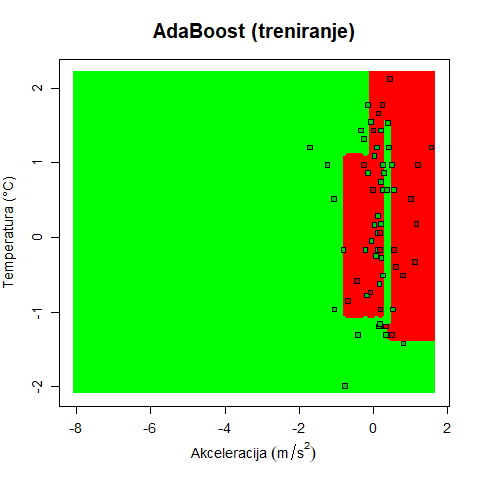 AdaBoost (treniranje)
Temperatura (°C)
2
1
0
-1
-2
-8 -6 -4 -2 0 2
Akceleracija (m/s²)